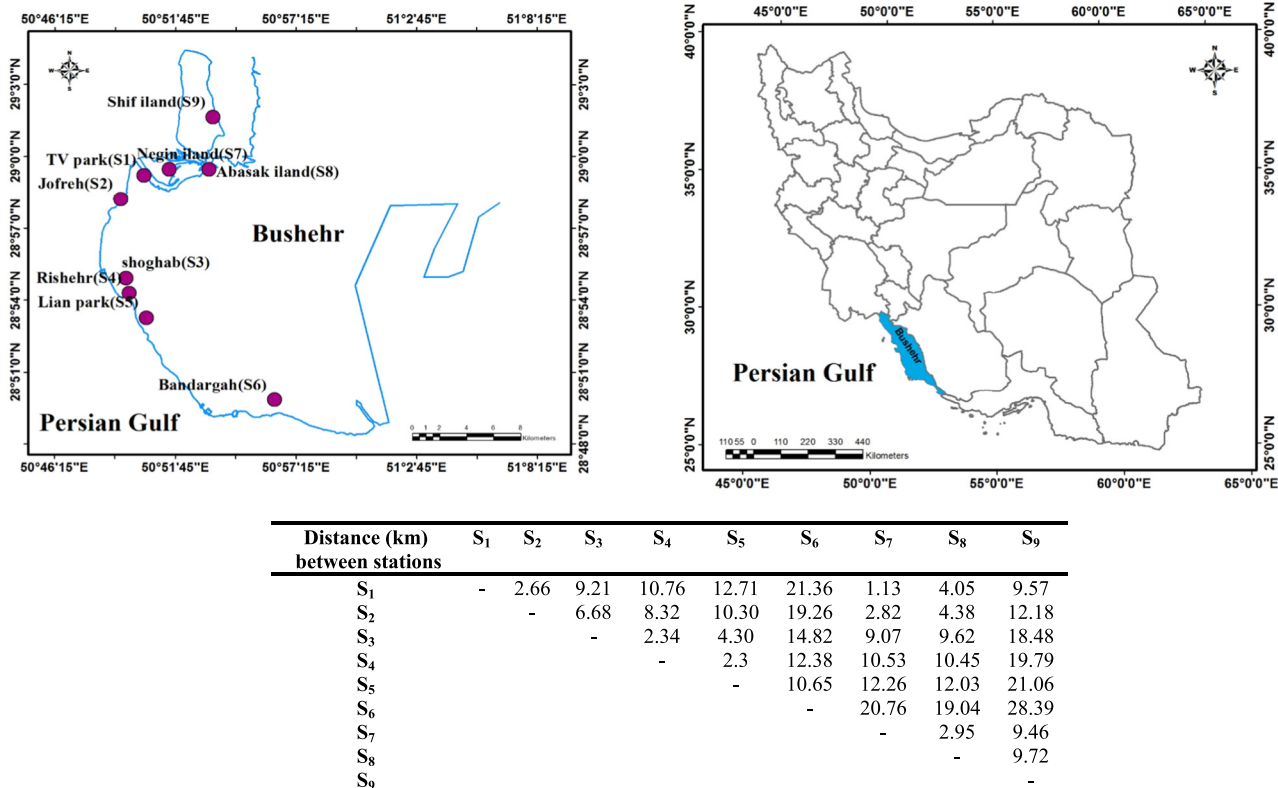 50°46'15"E 50°51'45"E 50°57'15"E 51°2'45"E 51°8'15"E
29°3'0"N
29°0'0"N
28°57'0"N
28°54'0"N
28°51'0"N
29°3'0"N
29°0'0"N
28°57'0"N
28°54'0"N
28°51'0"N
28°48'0"N
N
W E
S
Shif iland(S9)
Negin iland(S7)
TV park(S1)
Abasak iland(S8)
Jofreh(S2)
Bushehr
shoghab(S3)
Rishehr(S4)
Lian park(S5)
Bandargah(S6)
Persian Gulf
0 1 2 4 6 8
Kilometers
50°46'15"E 50°51'45"E 50°57'15"E 51°2'45"E 51°8'15"E
45°0'0"E 50°0'0"E 55°0'0"E 60°0'0"E 65°0'0"E
40°0'0"N
35°0'0"N
30°0'0"N
25°0'0"N
40°0'0"N
35°0'0"N
30°0'0"N
25°0'0"N
N
W E
S
Bushehr
Persian Gulf
110 55 0 110 220 330 440
Kilometers
45°0'0"E 50°0'0"E 55°0'0"E 60°0'0"E 65°0'0"E
Distance (km) S1 S2 S3 S4 S5 S6 S7 S8 S9
between stations
S1 - 2.66 9.21 10.76 12.71 21.36 1.13 4.05 9.57
S2 - 6.68 8.32 10.30 19.26 2.82 4.38 12.18
S3 - 2.34 4.30 14.82 9.07 9.62 18.48
S4 - 2.3 12.38 10.53 10.45 19.79
S5 - 10.65 12.26 12.03 21.06
S6 - 20.76 19.04 28.39
S7 - 2.95 9.46
S8 - 9.72
S9 -